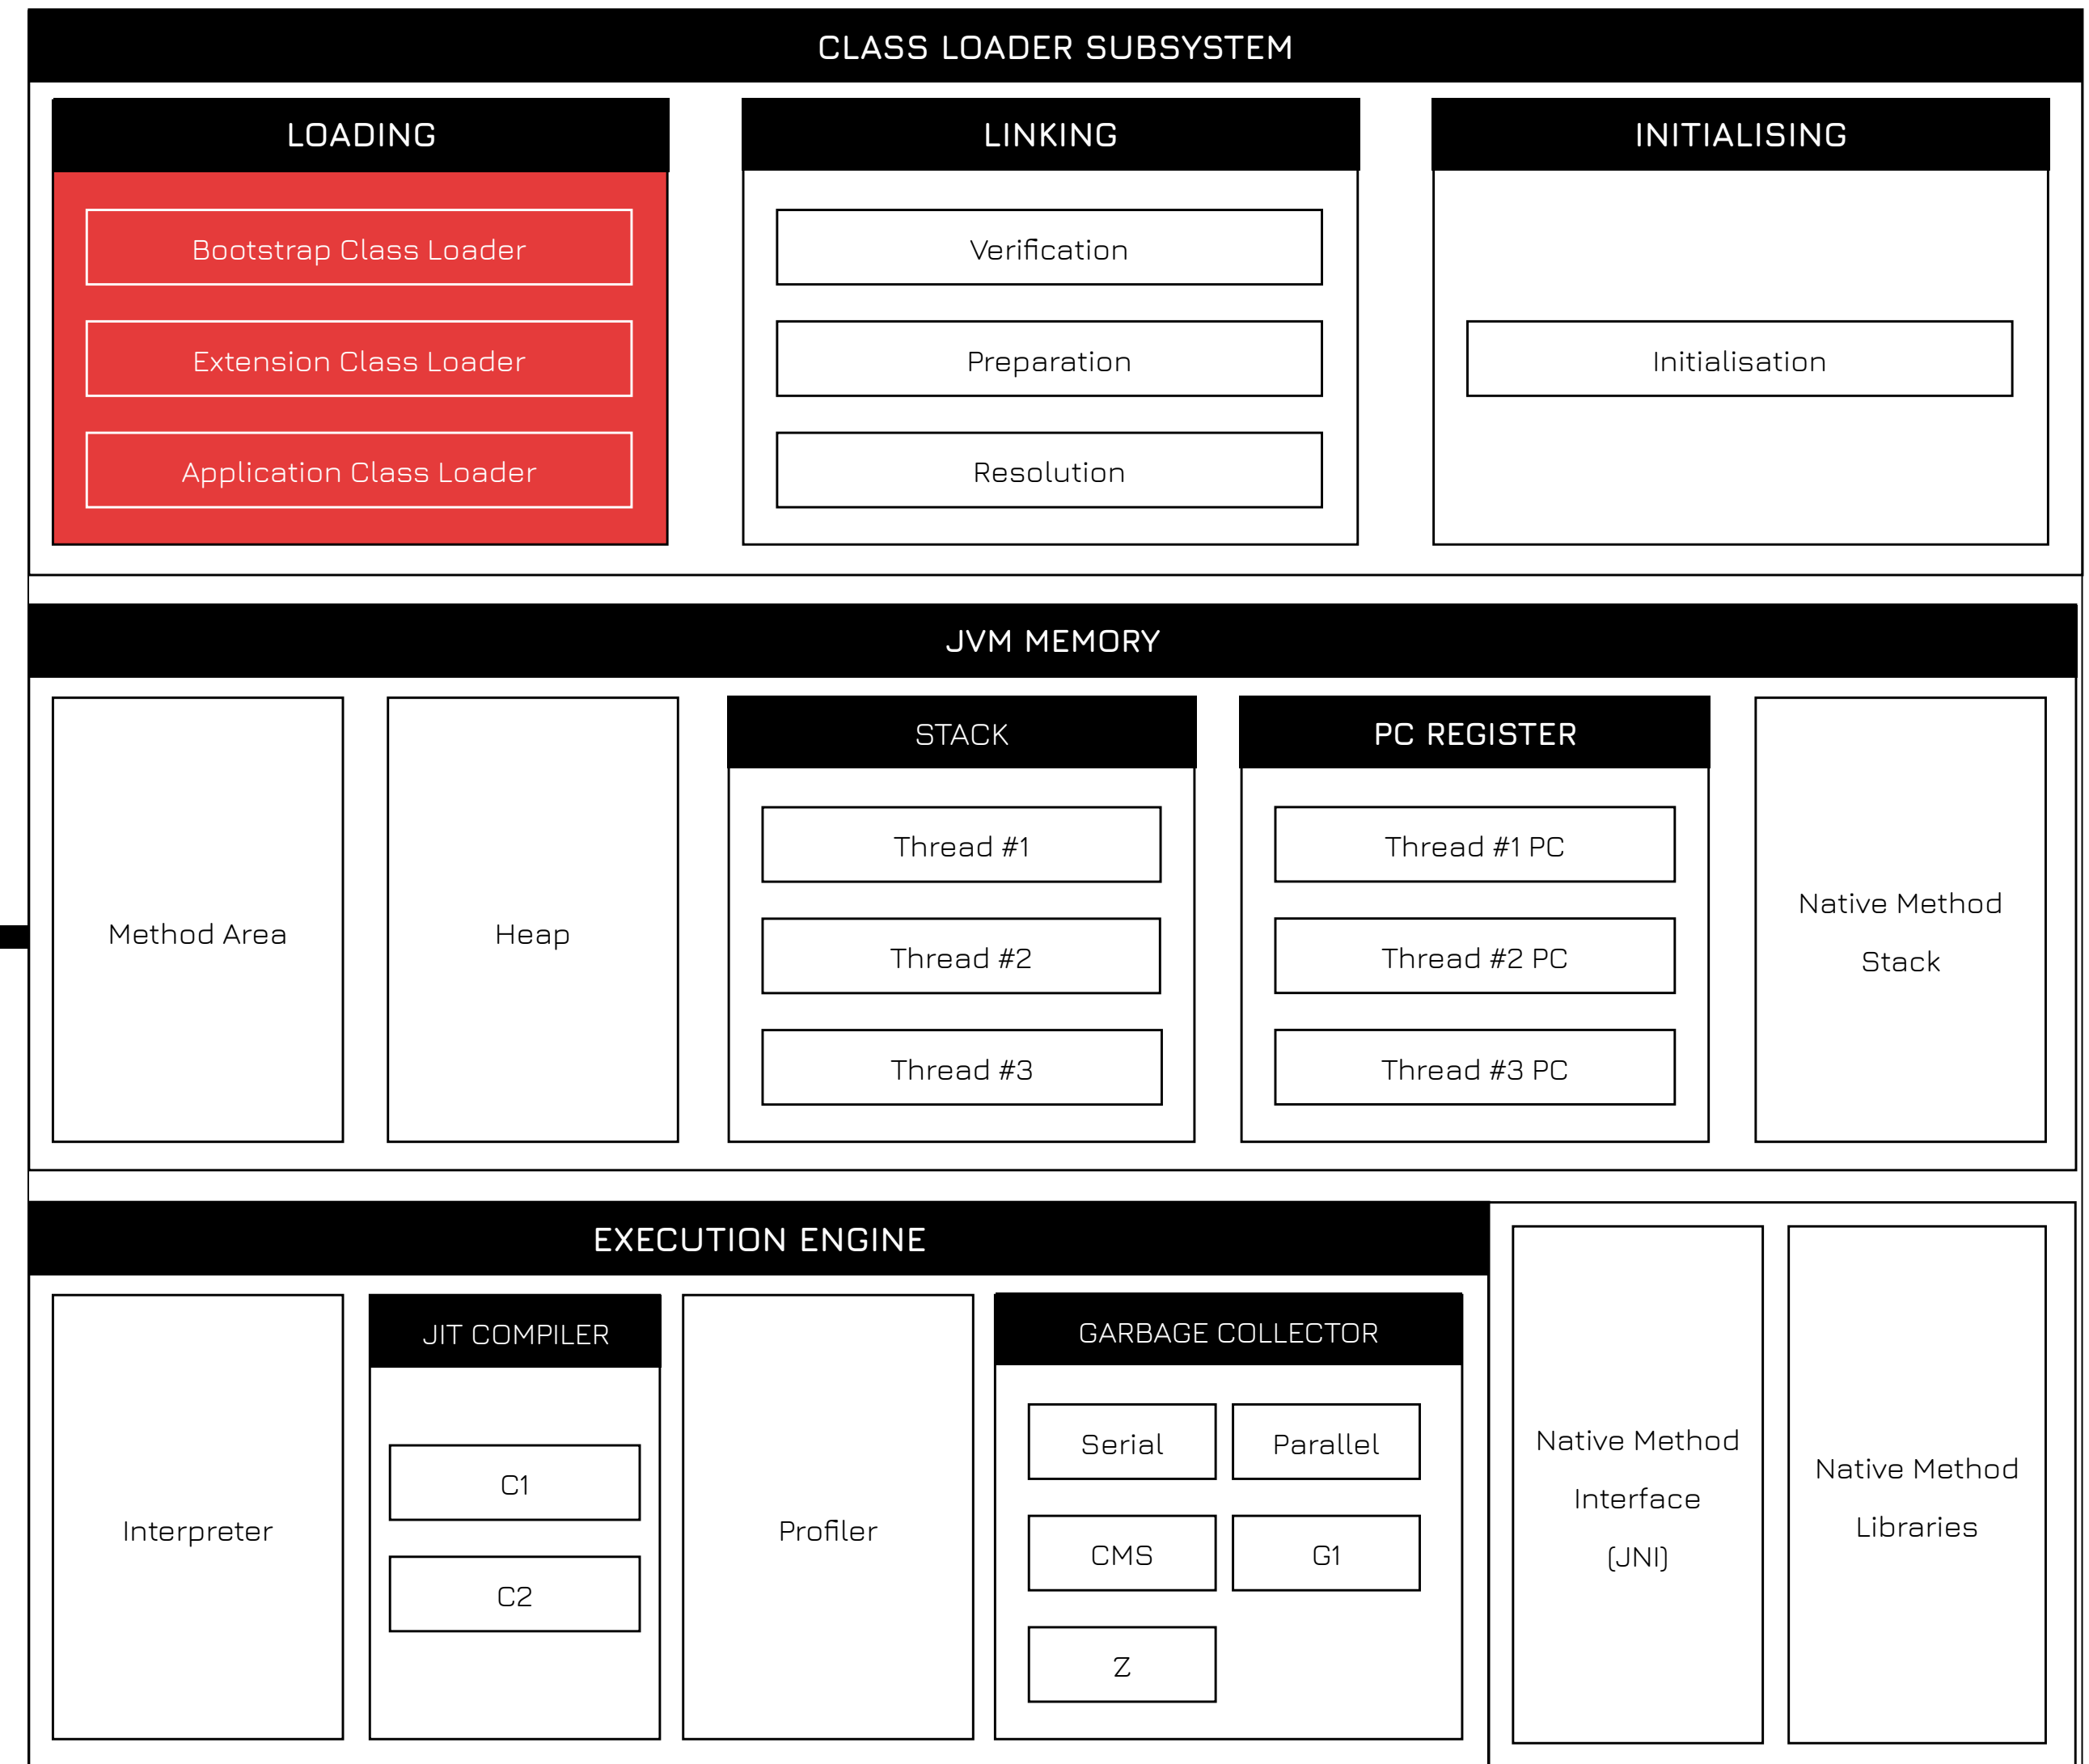 CLASS LOADER SUBSYSTEM
LOADING
Bootstrap Class Loader
Extension Class Loader
Application Class Loader
LINKING
Verification
Preparation
Resolution
INITIALISING
Initialisation
JVM MEMORY
Method Area
Heap
STACK
Thread #1
Thread #2
Thread #3
PC REGISTER
Thread #1 PC
Thread #2 PC
Thread #3 PC
Native Method
Stack
EXECUTION ENGINE
Interpreter
JIT COMPILER
C1
C2
Profiler
GARBAGE COLLECTOR
Serial
Parallel
CMS
G1
Z
Native Method
Interface
(JNI)
Native Method
Libraries